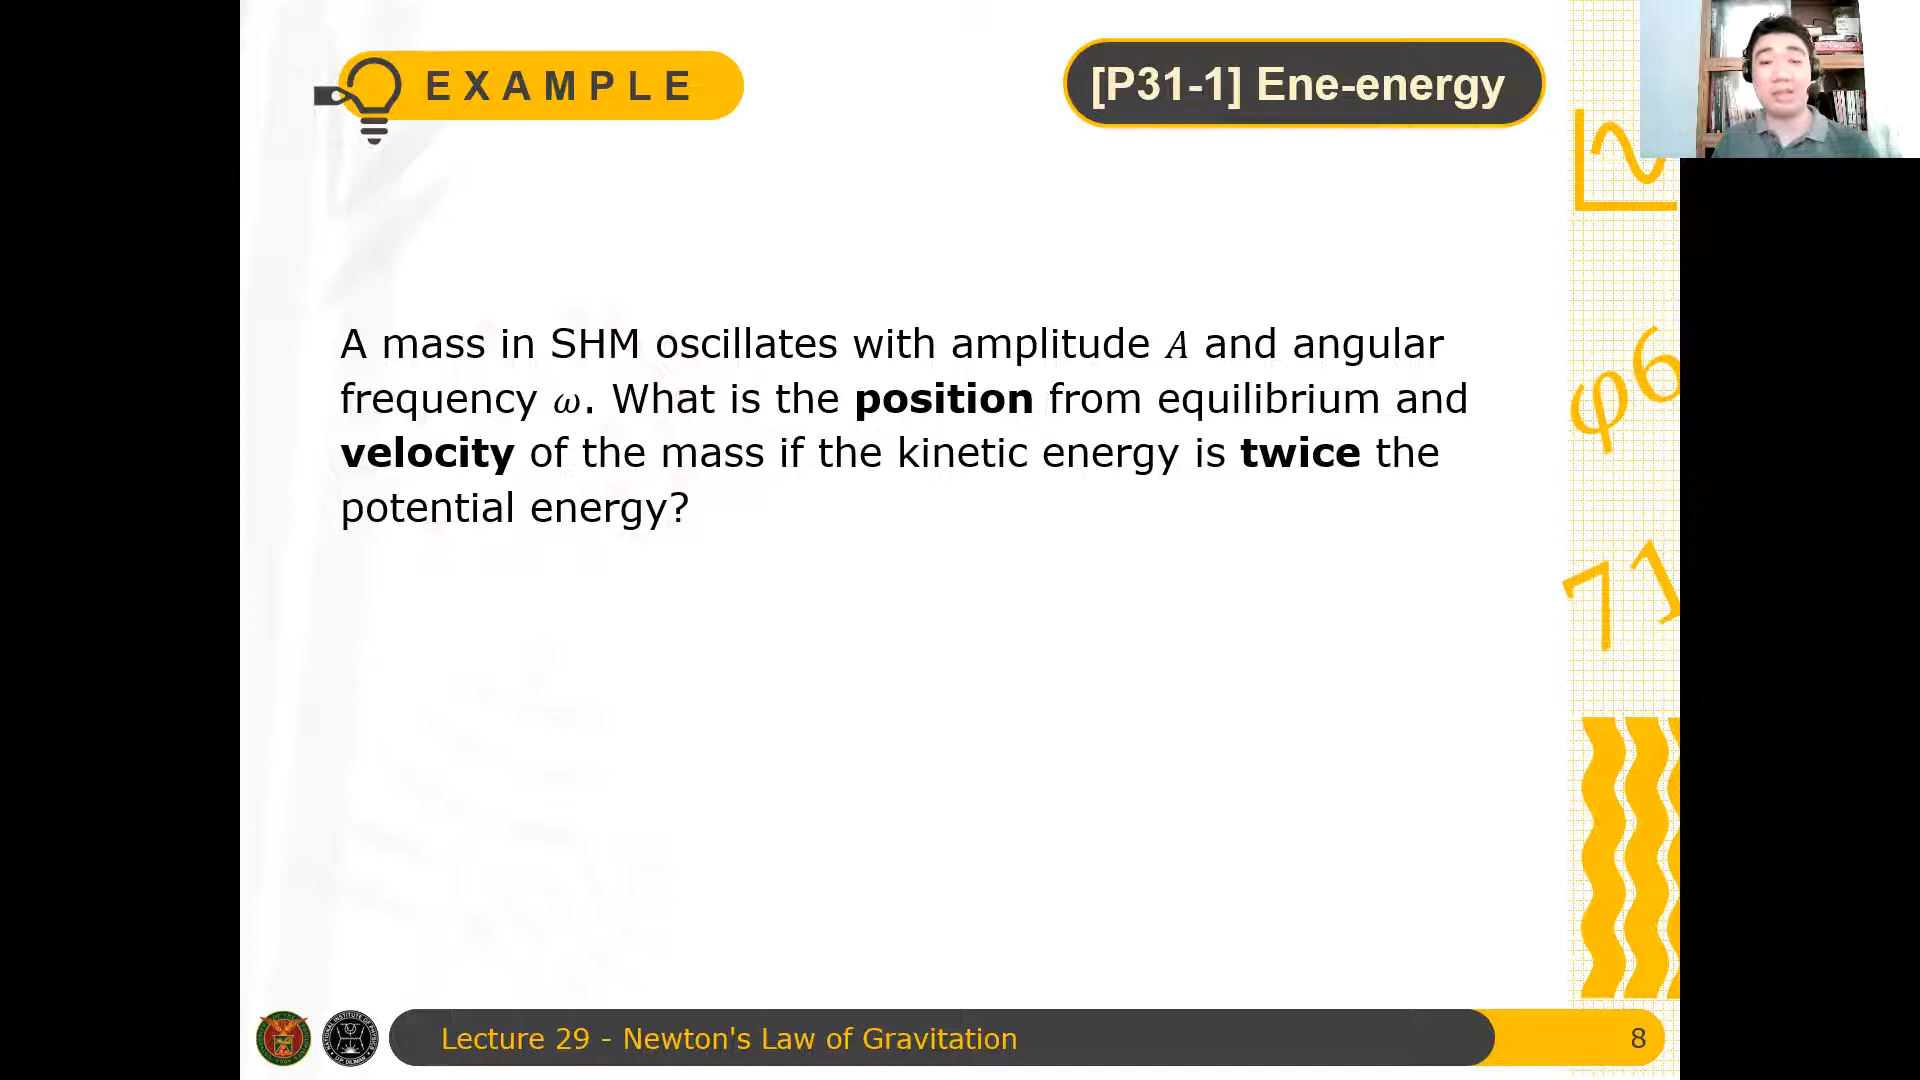 EXAMPLE
[P31-1] Ene-energy
A mass in SHM oscillates with amplitude A and angular
frequency ω. What is the position from equilibrium and
velocity of the mass if the kinetic energy is twice the
potential energy?
φ6
71
Lecture 29 - Newton's Law of Gravitation
8